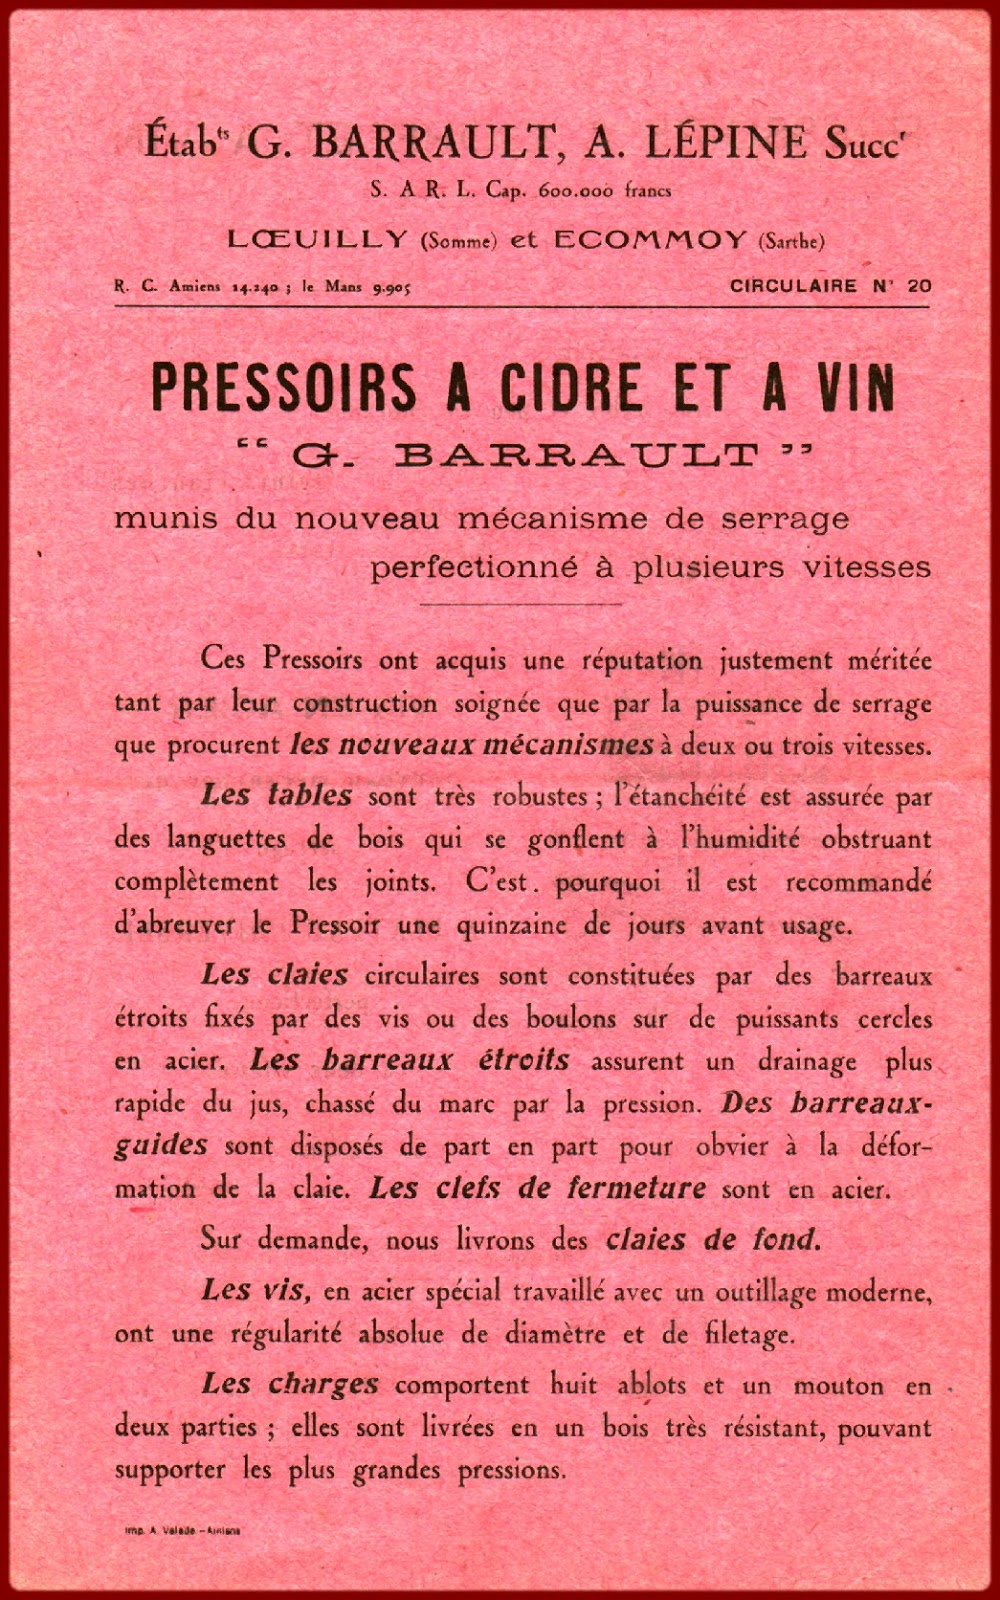 Étabts G. BARRAULT, A. LÉPINE Succr
S. A R. L. Cap. 600.000 francs
LŒUILLY (Somme) et ECOMMOY (Sarthe)
R. C. Amiens 14.240 ; le Mans 9.905 CIRCULAIRE N° 20
PRESSOIRS A CIDRE ET A VIN
“ G. BARRAULT ”
munis du nouveau mécanisme de serrage
perfectionné à plusieurs vitesses
Ces Pressoirs ont acquis une réputation justement méritée
tant par leur construction soignée que par la puissance de serrage
que procurent les nouveaux mécanismes à deux ou trois vitesses.
Les tables sont très robustes ; l'étanchéité est assurée par
des languettes de bois qui se gonflent à l'humidité obstruant
complètement les joints. C'est. pourquoi il est recommandé
d'abreuver le Pressoir une quinzaine de jours avant usage.
Les claies circulaires sont constituées par des barreaux
étroits fixés par des vis ou des boulons sur de puissants cercles
en acier. Les barreaux étroits assurent un drainage plus
rapide du jus, chassé du marc par la pression. Des barreaux-
guides sont disposés de part en part pour obvier à la défor-
mation de la claie. Les clefs de fermeture sont en acier.
Sur demande, nous livrons des claies de fond.
Les vis, en acier spécial travaillé avec un outillage moderne,
ont une régularité absolue de diamètre et de filetage.
Les charges comportent huit ablots et un mouton en
deux parties ; elles sont livrées en un bois très résistant, pouvant
supporter les plus grandes pressions.
Imp. A. Valade - Amiens